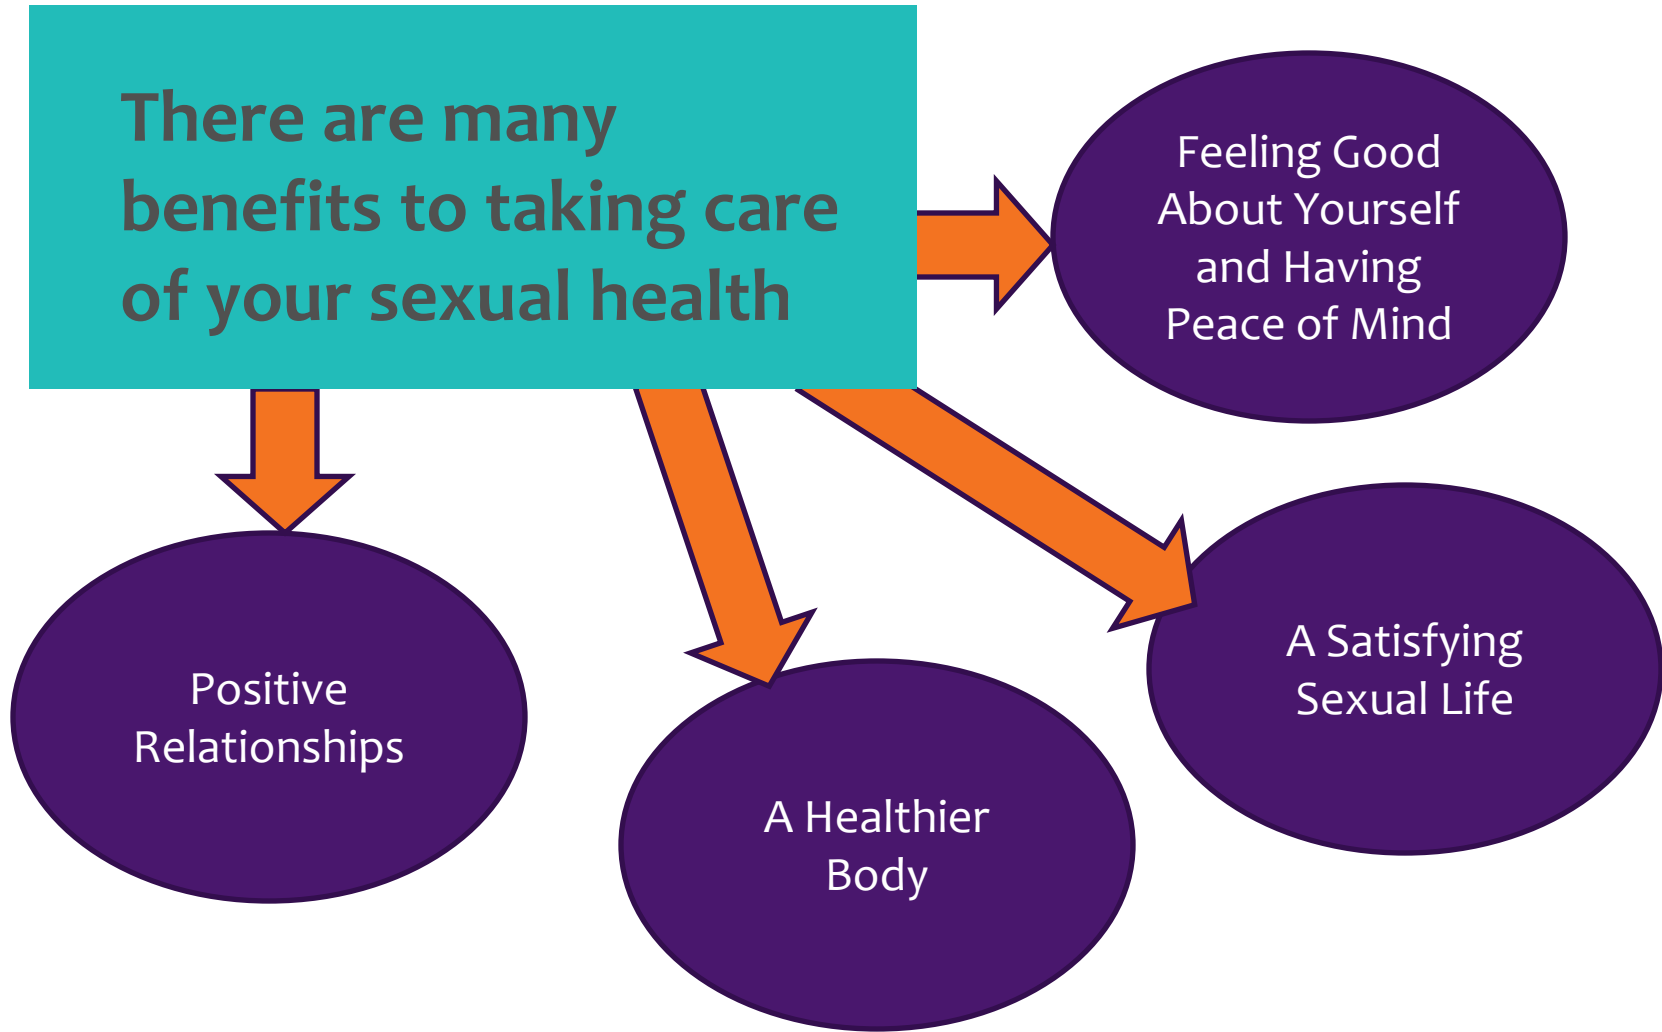 There are many
benefits to taking care
of your sexual health
Feeling Good
About Yourself
and Having
Peace of Mind
A Satisfying
Sexual Life
Positive
Relationships
A Healthier
Body